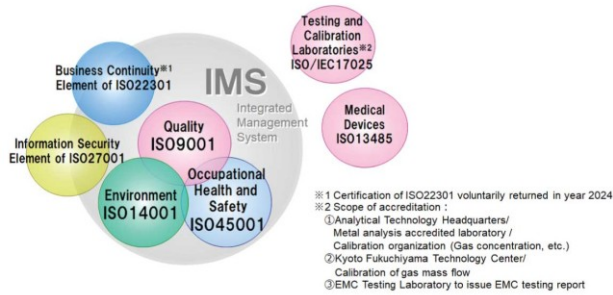 Testing and
Calibration
Laboratories※2
ISO/IEC17025
Business Continuity※1
Element of ISO22301
IMS
Integrated
Management
System
Medical
Devices
ISO13485
Quality
ISO9001
Information Security
Element of ISO27001
Occupational
Health and
Safety
ISO45001
Environment
ISO14001
※1 Certification of ISO22301 voluntarily returned in year 2024
※2 Scope of accreditation :
①Analytical Technology Headquarters/
Metal analysis accredited laboratory /
Calibration organization (Gas concentration, etc.)
②Kyoto Fukuchiyama Technology Center/
Calibration of gas mass flow
③EMC Testing Laboratory to issue EMC testing report